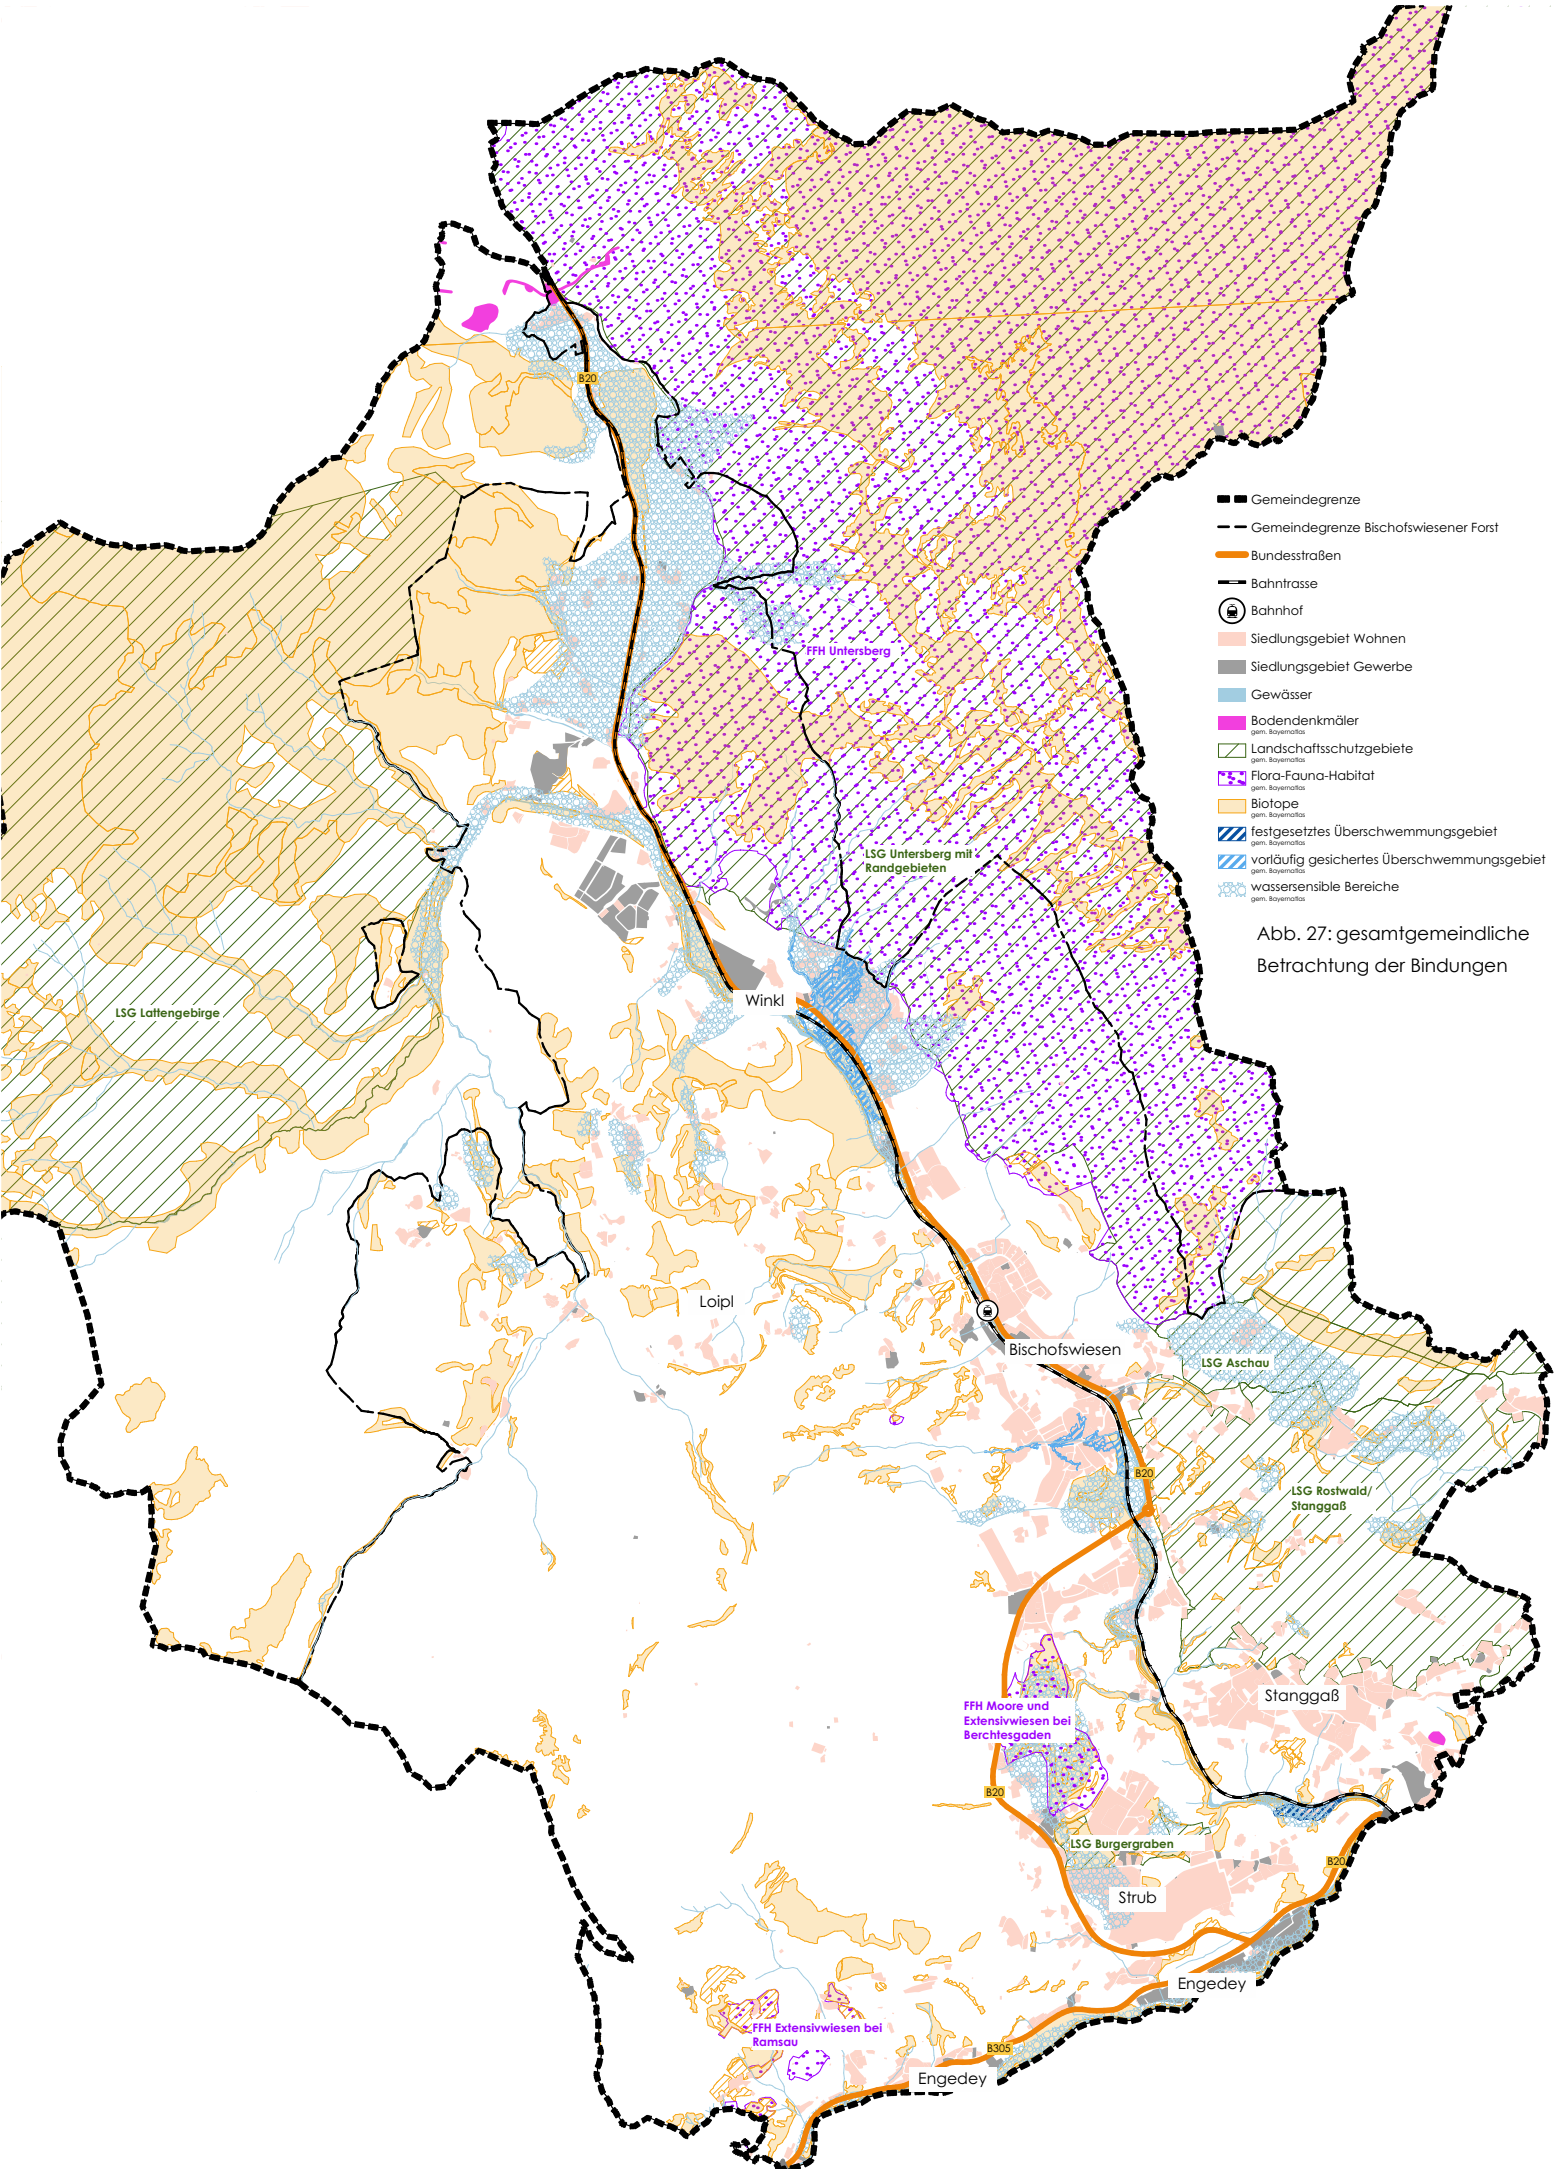 B20
Gemeindegrenze
Gemeindegrenze Bischofswiesener Forst
Bundesstraßen
Bahntrasse
Bahnhof
Siedlungsgebiet Wohnen
Siedlungsgebiet Gewerbe
Gewässer
Bodendenkmäler
gem. Bayernatlas
Landschaftsschutzgebiete
gem. Bayernatlas
Flora-Fauna-Habitat
gem. Bayernatlas
Biotope
gem. Bayernatlas
festgesetztes Überschwemmungsgebiet
gem. Bayernatlas
vorläufig gesichertes Überschwemmungsgebiet
gem. Bayernatlas
wassersensible Bereiche
gem. Bayernatlas
Abb. 27: gesamtgemeindliche
Betrachtung der Bindungen
FFH Untersberg
LSG Untersberg mit
Randgebieten
LSG Lattengebirge
Winkl
Loipl
Bischofswiesen
LSG Aschau
B20
LSG Rostwald/
Stanggaß
Stanggaß
FFH Moore und
Extensivwiesen bei
Berchtesgaden
B20
LSG Burgergraben
B20
Strub
Engedey
FFH Extensivwiesen bei
Ramsau
B305
Engedey